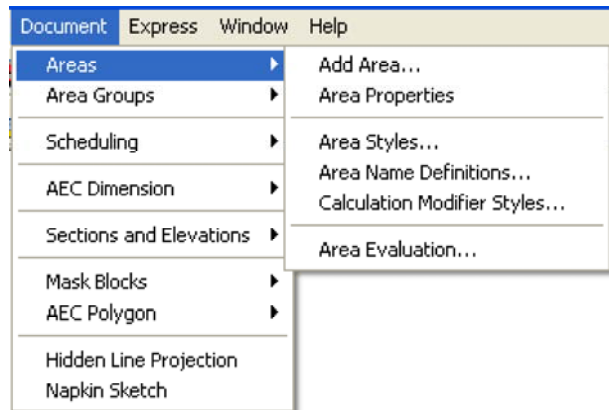 Document Express Window Help
Areas
Area Groups
Scheduling
AEC Dimension
Sections and Elevations
Mask Blocks
AEC Polygon
Hidden Line Projection
Napkin Sketch
Add Area...
Area Properties
Area Styles...
Area Name Definitions...
Calculation Modifier Styles...
Area Evaluation...